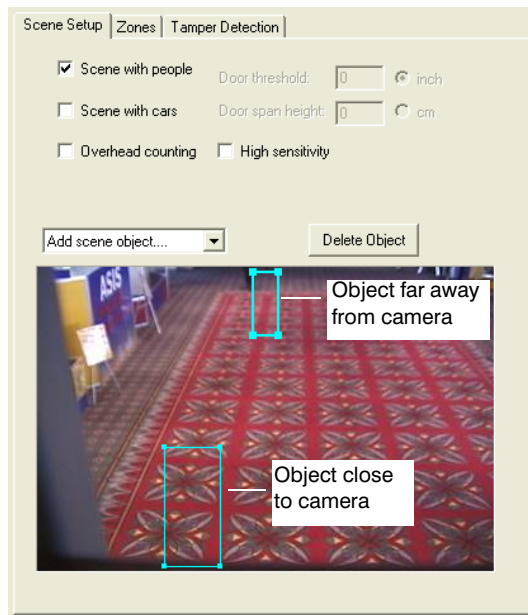 Scene Setup Zones Tamper Detection
Scene with people Door threshold: 0 inch
Scene with cars Door span height: 0 cm
Overhead counting High sensitivity
Add scene object.... Delete Object
ASIS
Object far away
from camera
Object close
to camera